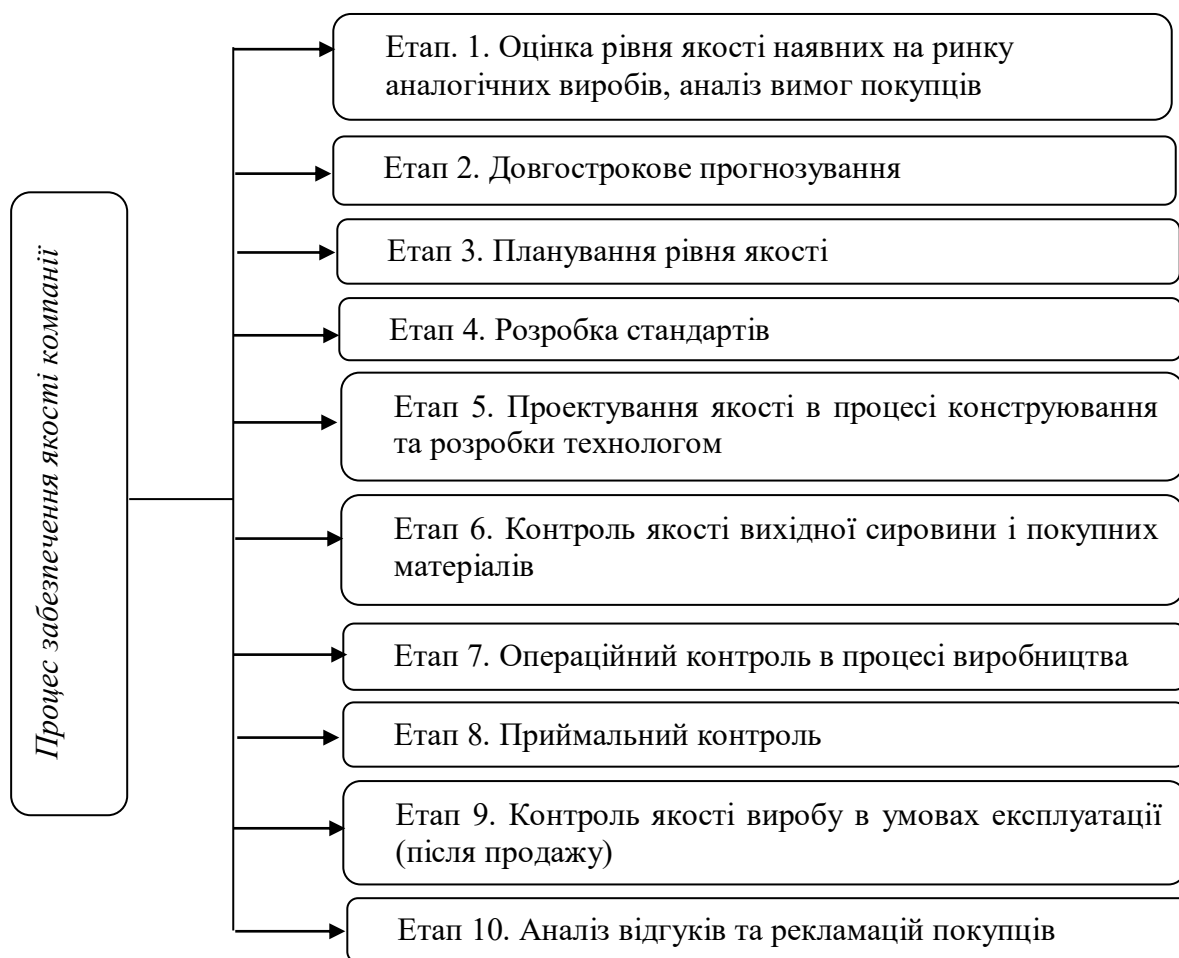 Процес забезпечення якості компанії
Етап. 1. Оцінка рівня якості наявних на ринку
аналогічних виробів, аналіз вимог покупців
Етап 2. Довгострокове прогнозування
Етап 3. Планування рівня якості
Етап 4. Розробка стандартів
Етап 5. Проектування якості в процесі конструювання
та розробки технологом
Етап 6. Контроль якості вихідної сировини і покупних
матеріалів
Етап 7. Операційний контроль в процесі виробництва
Етап 8. Приймальний контроль
Етап 9. Контроль якості виробу в умовах експлуатації
(після продажу)
Етап 10. Аналіз відгуків та рекламацій покупців